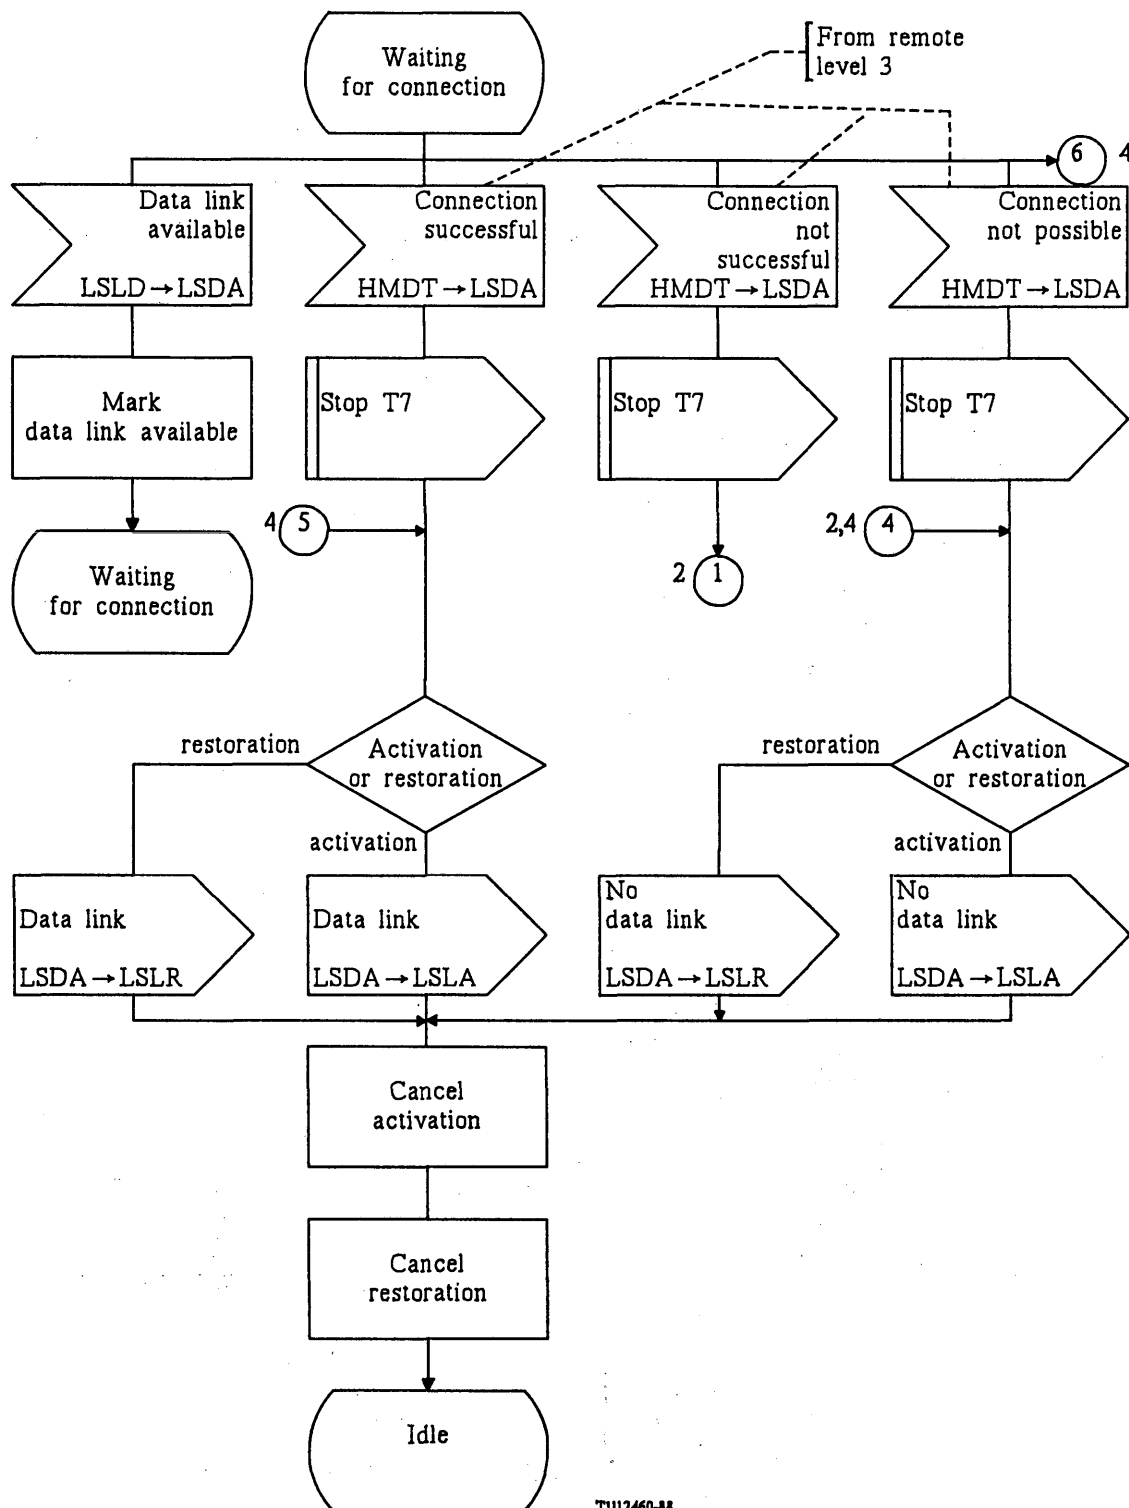 Waiting
for connection
From remote
level 3
6 4
Data link
available
LSLD→LSDA
Connection
successful
HMDT→LSDA
Connection
not
successful
HMDT→LSDA
Connection
not possible
HMDT→LSDA
Mark
data link available
Stop T7
Stop T7
Stop T7
4 5
2,4 4
Waiting
for connection
2 1
restoration
Activation
or restoration
activation
restoration
Activation
or restoration
activation
Data link
LSDA→LSLR
Data link
LSDA→LSLA
No
data link
LSDA→LSLR
No
data link
LSDA→LSLA
Cancel
activation
Cancel
restoration
Idle
T1112460-88